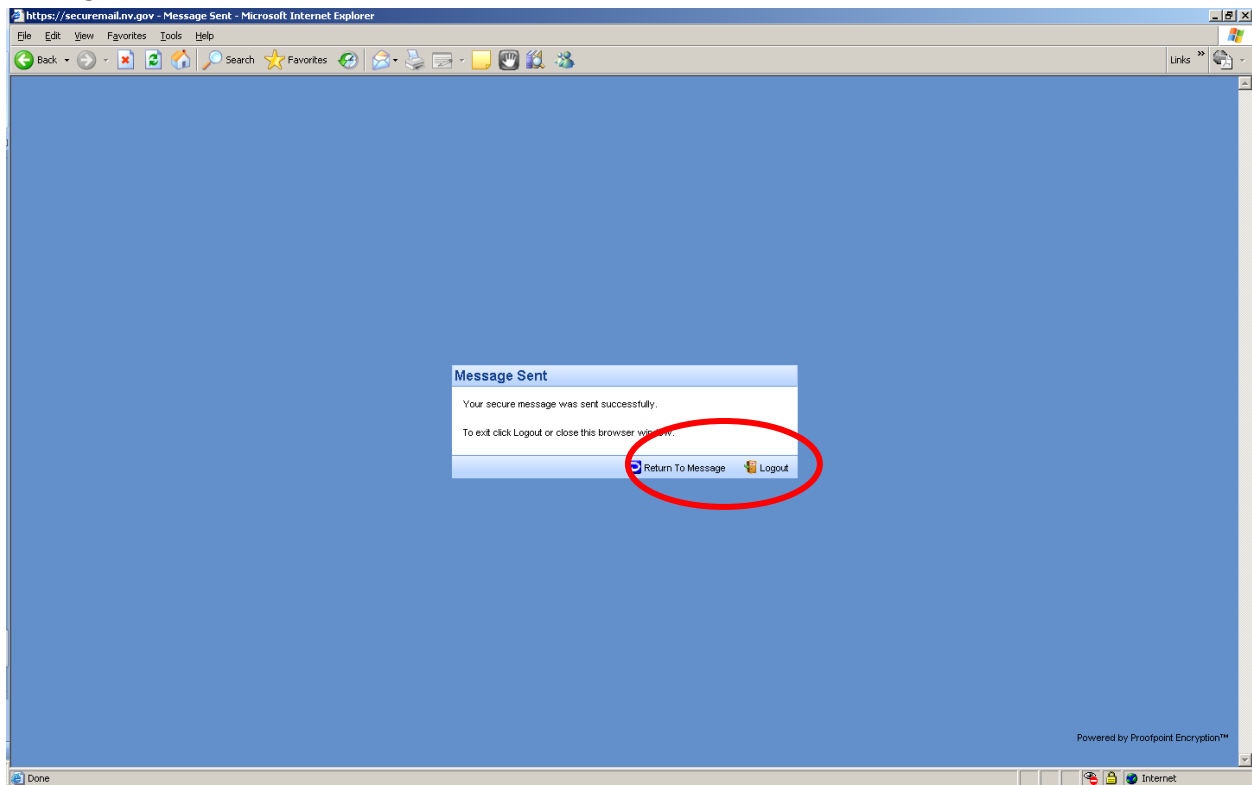 https://securemail.nv.gov - Message Sent - Microsoft Internet Explorer
File Edit View Favorites Tools Help
Back Search Favorites Links »
Message Sent
Your secure message was sent successfully.
To exit click Logout or close this browser window.
Return To Message Logout
Powered by Proofpoint Encryption™
Done Internet